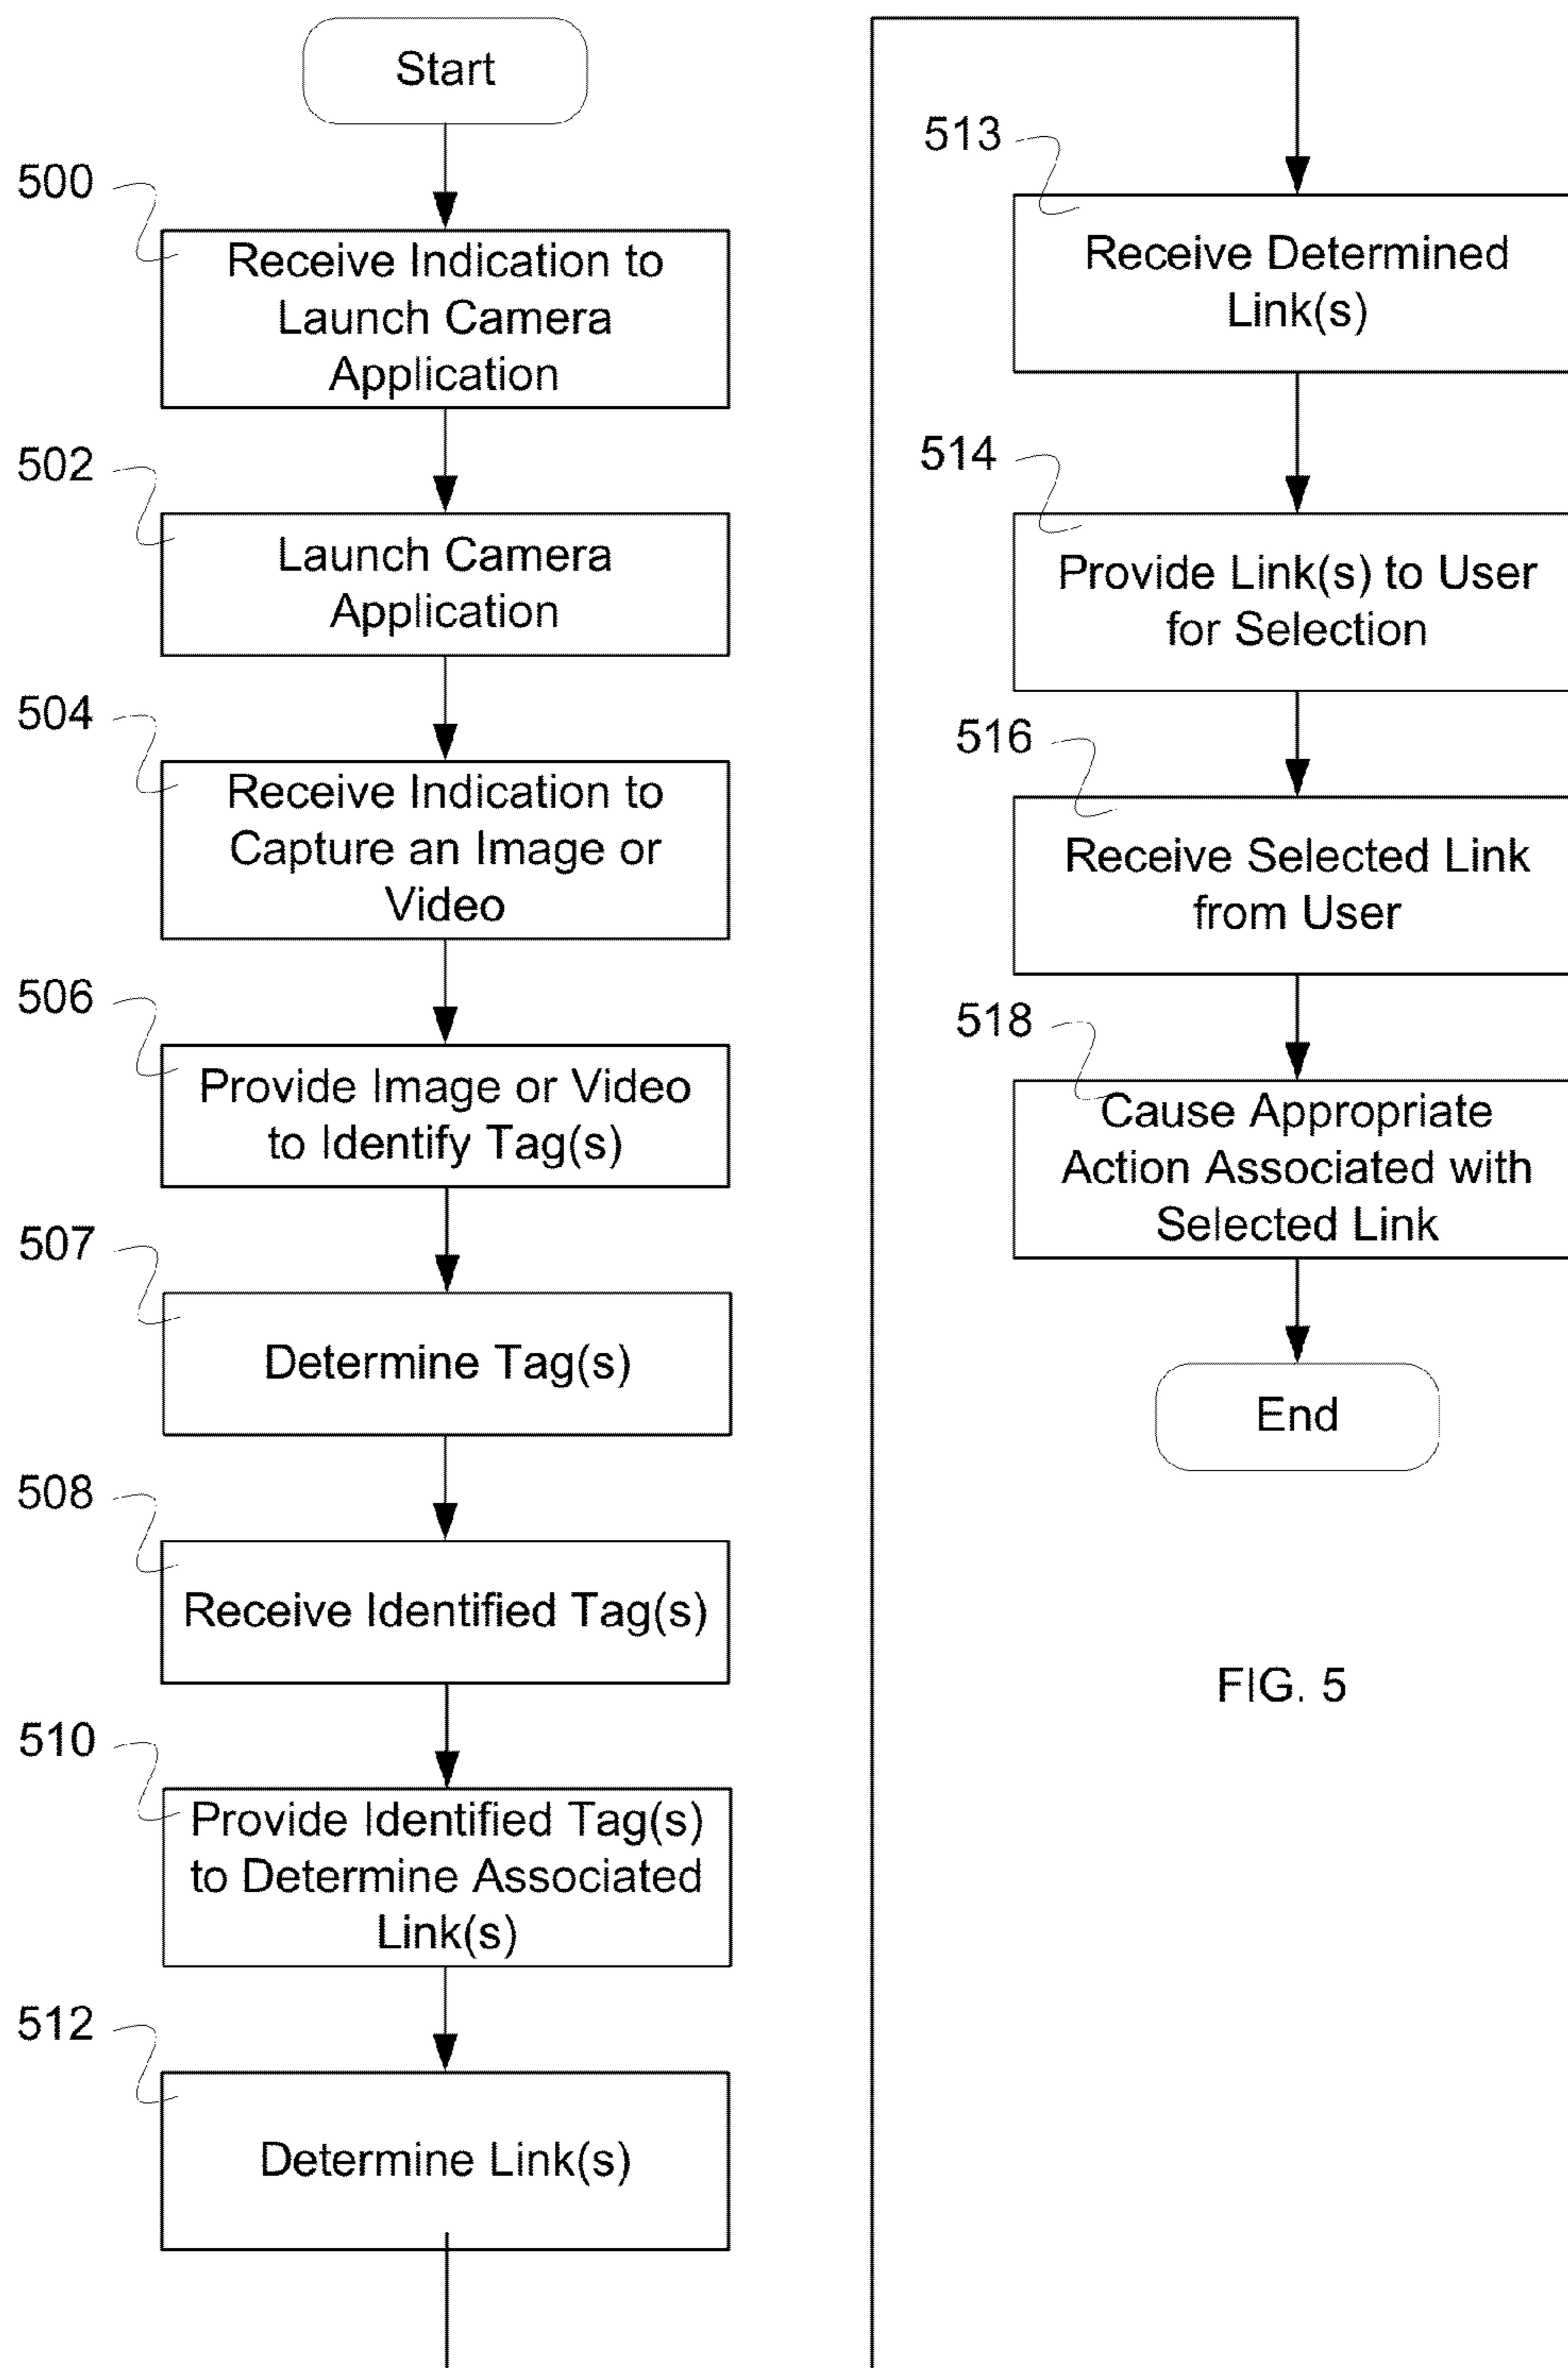 Start
500
Receive Indication to
Launch Camera
Application
502
Launch Camera
Application
504
Receive Indication to
Capture an Image or
Video
506
Provide Image or Video
to Identify Tag(s)
507
Determine Tag(s)
508
Receive Identified Tag(s)
510
Provide Identified Tag(s)
to Determine Associated
Link(s)
512
Determine Link(s)
513
Receive Determined
Link(s)
514
Provide Link(s) to User
for Selection
516
Receive Selected Link
from User
518
Cause Appropriate
Action Associated with
Selected Link
End
FIG. 5